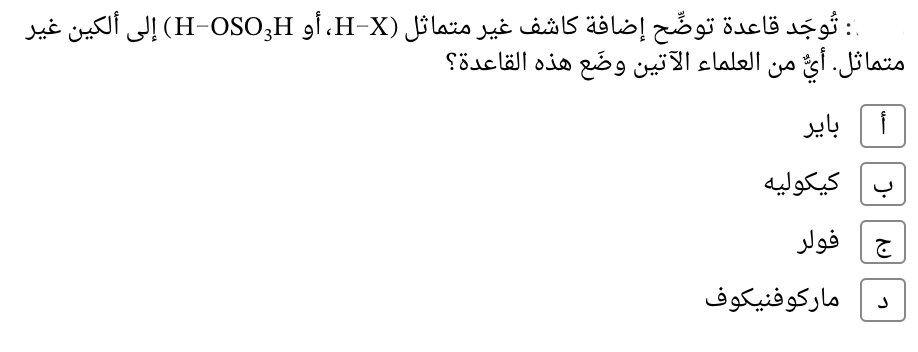 : تُوجَد قاعدة توضِّح إضافة كاشف غير متماثل (H−X، أو H−OSO₃H) إلى ألكين غير
متماثل. أيٌّ من العلماء الآتين وضَع هذه القاعدة؟
أ باير
ب كيكوليه
ج فولر
د ماركوفنيكوف